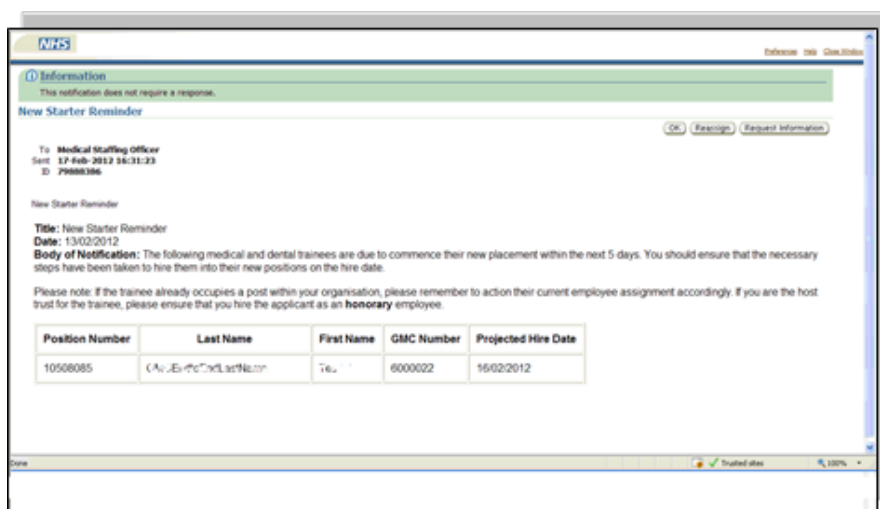 NHS
Preferences Help Close Window
Information
This notification does not require a response.
New Starter Reminder
OK Reassign Request Information
To Medical Staffing Officer
Sent 17-Feb-2012 16:31:23
ID 79888386
New Starter Reminder
Title: New Starter Reminder
Date: 13/02/2012
Body of Notification: The following medical and dental trainees are due to commence their new placement within the next 5 days. You should ensure that the necessary
steps have been taken to hire them into their new positions on the hire date.
Please note: If the trainee already occupies a post within your organisation, please remember to action their current employee assignment accordingly. If you are the host
trust for the trainee, please ensure that you hire the applicant as an honorary employee.
Position Number Last Name First Name GMC Number Projected Hire Date
10508085 6000022 16/02/2012
Done Trusted sites 100%